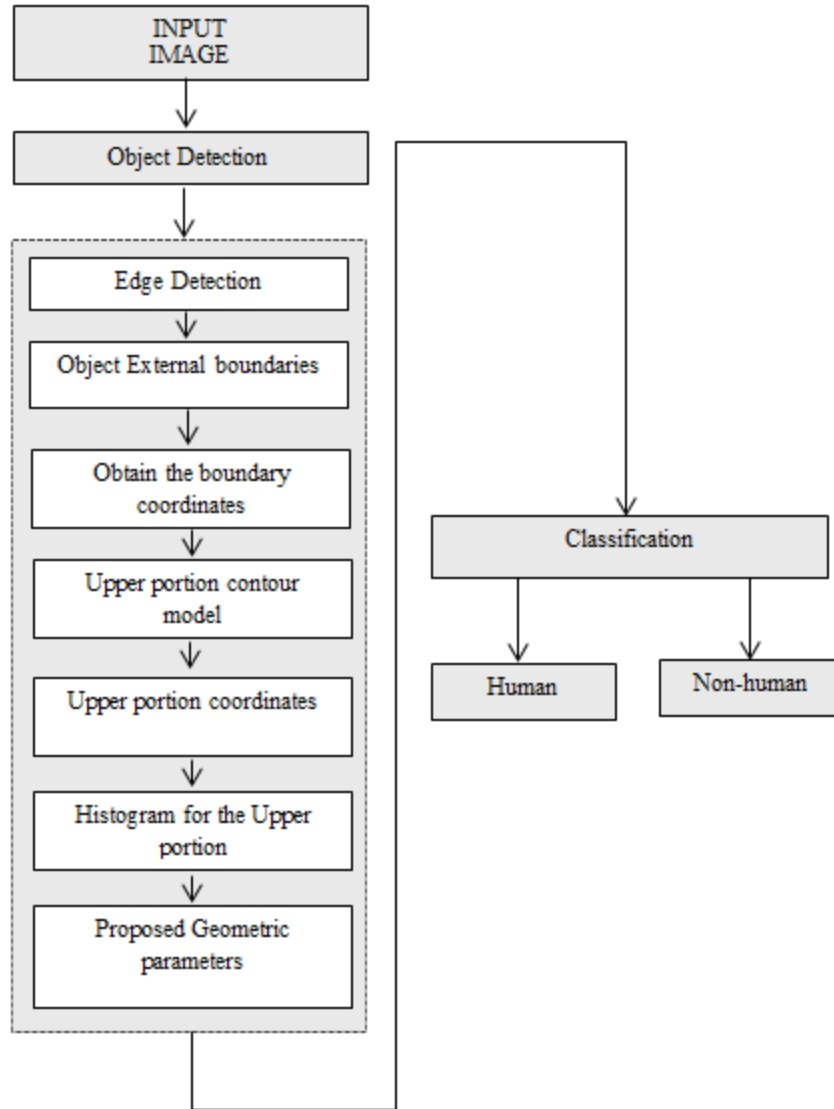 INPUT
IMAGE
Object Detection
Edge Detection
Object External boundaries
Obtain the boundary
coordinates
Upper portion contour
model
Upper portion coordinates
Histogram for the Upper
portion
Proposed Geometric
parameters
Classification
Human
Non-human